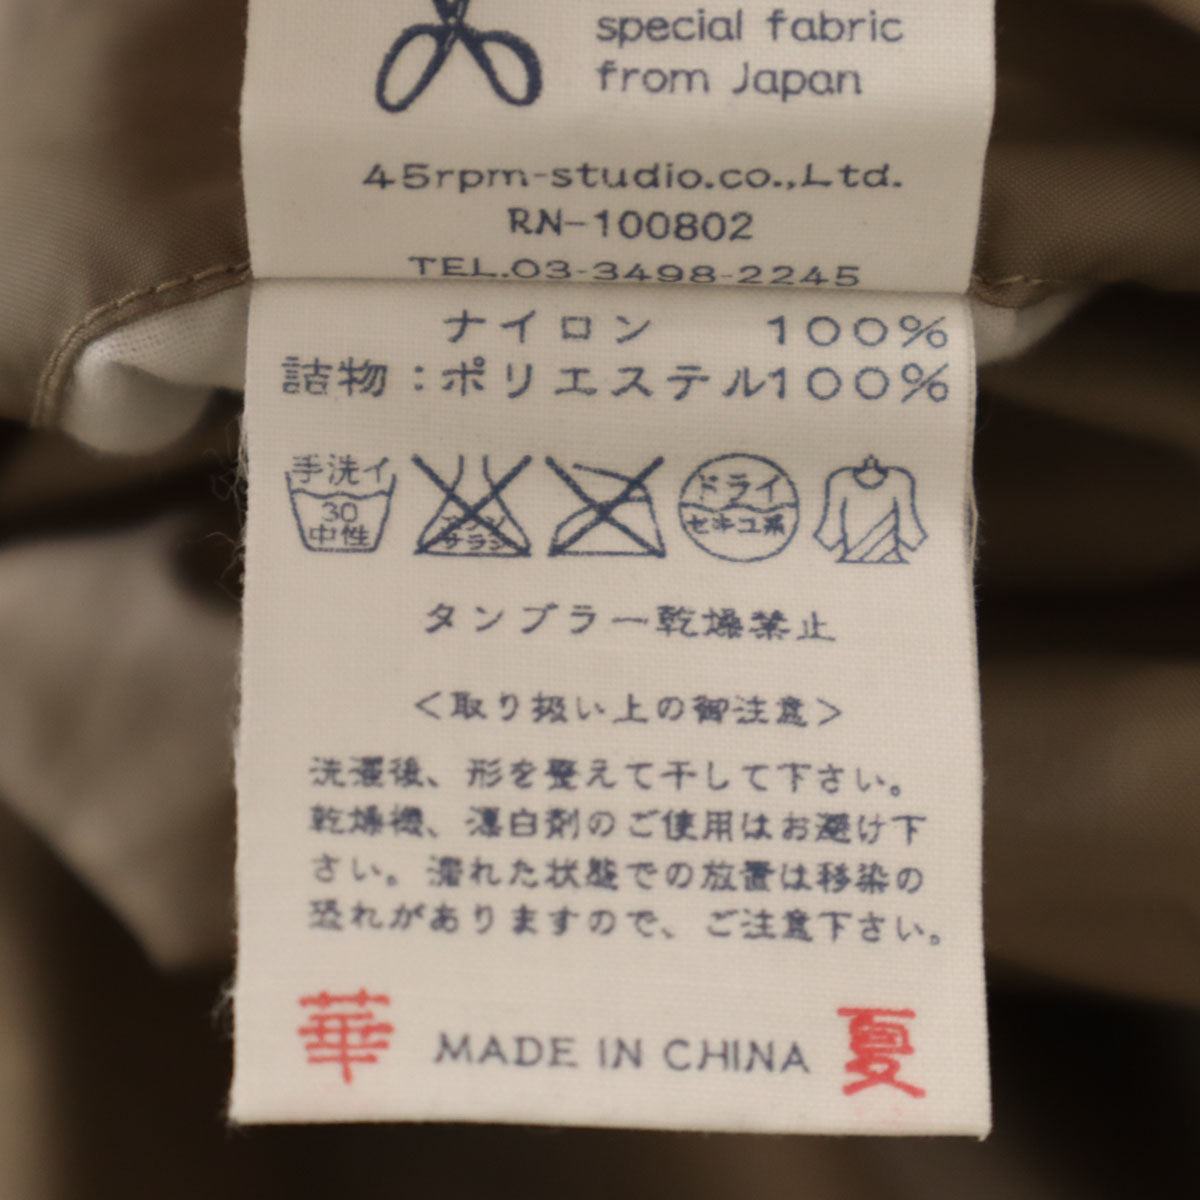 special fabric
from Japan
45rpm-studio.co.,Ltd.
RN-100802
TEL.03-3498-2245
ナイロン 100%
詰物:ポリエステル100%
手洗イ
30
中性
エンソ
サラシ
ドライ
セキユ系
タンブラー乾燥禁止
<取り扱い上の御注意>
洗濯後、形を整えて干して下さい。
乾燥機、漂白剤のご使用はお避け下
さい。濡れた状態での放置は移染の
恐れがありますので、ご注意下さい。
華 MADE IN CHINA 夏